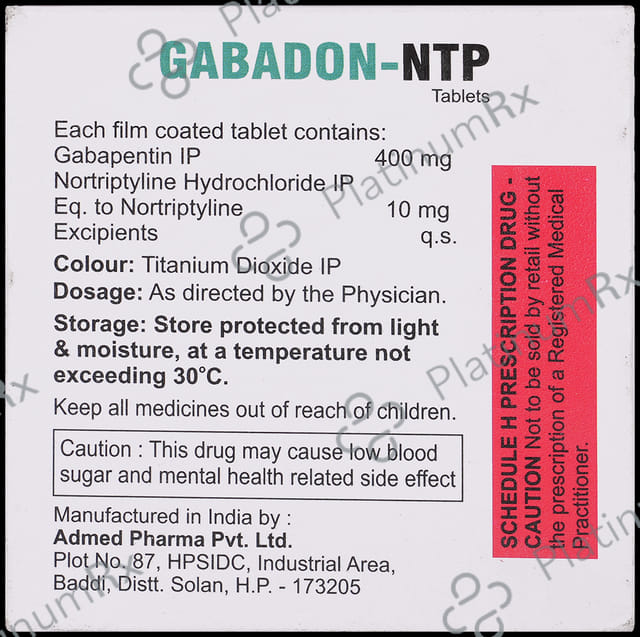 GABADON-NTP
Tablets
Each film coated tablet contains:
Gabapentin IP 400 mg
Nortriptyline Hydrochloride IP
Eq. to Nortriptyline 10 mg
Excipients q.s.
Colour: Titanium Dioxide IP
Dosage: As directed by the Physician.
Storage: Store protected from light
& moisture, at a temperature not
exceeding 30°C.
Keep all medicines out of reach of children.
Caution : This drug may cause low blood
sugar and mental health related side effect
Manufactured in India by :
Admed Pharma Pvt. Ltd.
Plot No. 87, HPSIDC, Industrial Area,
Baddi, Distt. Solan, H.P. - 173205
SCHEDULE H PRESCRIPTION DRUG -
CAUTION Not to be sold by retail without
the prescription of a Registered Medical
Practitioner.
PlatinumRx
PlatinumRx
PlatinumRx
PlatinumRx